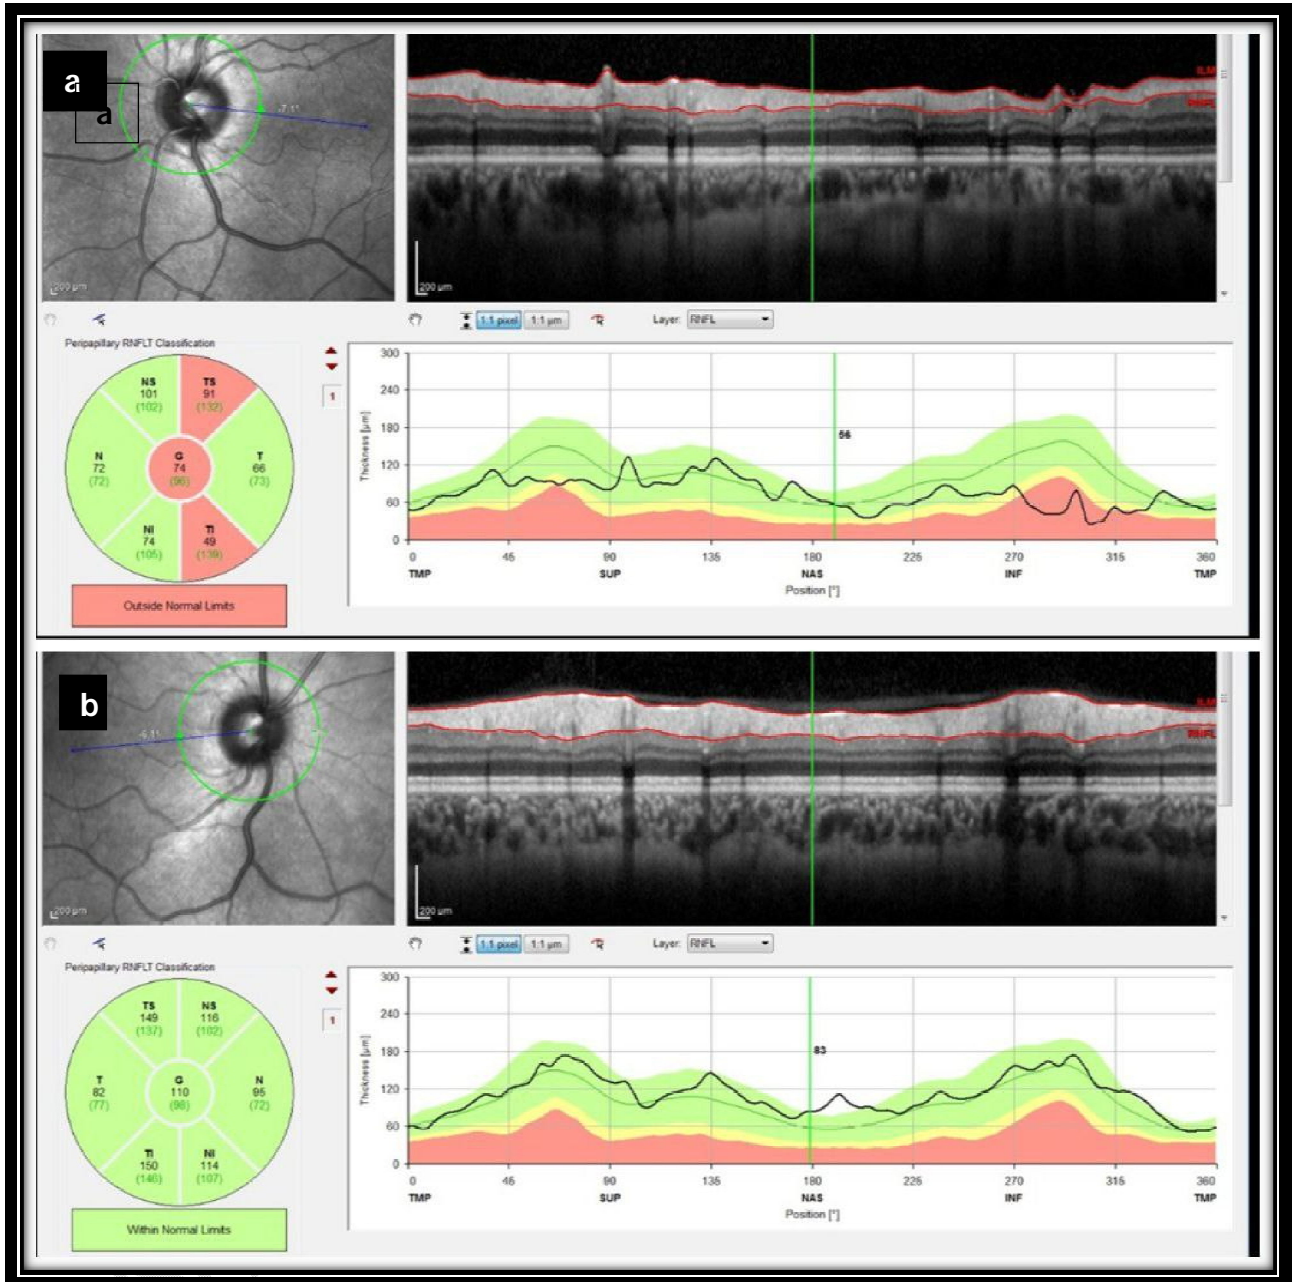 a
a
-7.11
200 µm
ILM
RNFL
200 µm
1:1 pixel 1:1 µm Layer: RNFL
Peripapillary RNFLT Classification
NS
101
(102)
TS
91
(132)
N
72
(72)
G
74
(96)
T
66
(73)
NI
74
(105)
TI
49
(139)
Outside Normal Limits
1
Thickness [µm]
300
240
180
120
60
0
56
0 45 90 135 180 225 270 315 360
TMP SUP NAS INF TMP
Position [°]
b
200 µm
ILM
RNFL
200 µm
1:1 pixel 1:1 µm Layer: RNFL
Peripapillary RNFLT Classification
TS
149
(137)
NS
116
(102)
T
82
(77)
G
110
(98)
N
95
(72)
TI
150
(146)
NI
114
(107)
Within Normal Limits
1
Thickness [µm]
300
240
180
120
60
0
83
0 45 90 135 180 225 270 315 360
TMP SUP NAS INF TMP
Position [°]